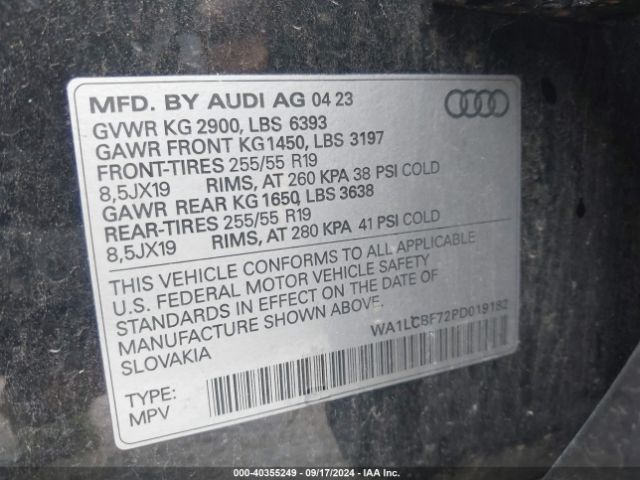 MFD. BY AUDI AG 04 23
GVWR KG 2900, LBS 6393
GAWR FRONT KG1450, LBS 3197
FRONT-TIRES 255/55 R19
8,5JX19 RIMS, AT 260 KPA 38 PSI COLD
GAWR REAR KG 1650, LBS 3638
REAR-TIRES 255/55 R19
8,5JX19 RIMS, AT 280 KPA 41 PSI COLD
THIS VEHICLE CONFORMS TO ALL APPLICABLE
U.S. FEDERAL MOTOR VEHICLE SAFETY
STANDARDS IN EFFECT ON THE DATE OF
MANUFACTURE SHOWN ABOVE.
SLOVAKIA
WA1LCBF72PD019182
TYPE:
MPV
000-40355249 - 09/17/2024 - IAA Inc.